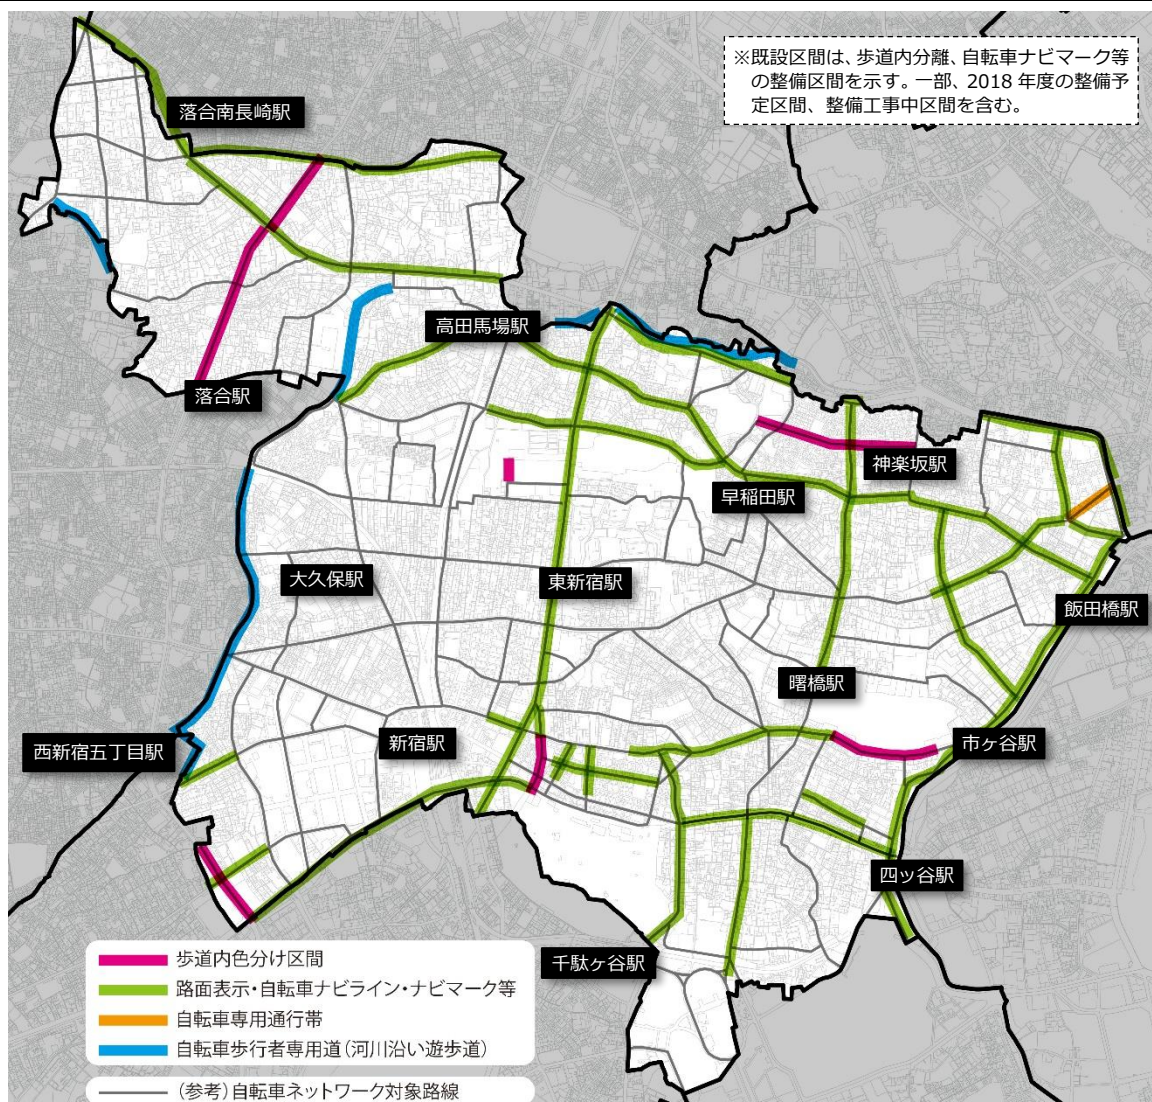 ※既設区間は、歩道内分離、自転車ナビマーク等
の整備区間を示す。一部、2018 年度の整備予
定区間、整備工事中区間を含む。
落合南長崎駅
高田馬場駅
落合駅
神楽坂駅
早稲田駅
大久保駅
東新宿駅
飯田橋駅
曙橋駅
西新宿五丁目駅
新宿駅
市ヶ谷駅
四ッ谷駅
千駄ヶ谷駅
歩道内色分け区間
路面表示・自転車ナビライン・ナビマーク等
自転車専用通行帯
自転車歩行者専用道(河川沿い遊歩道)
(参考)自転車ネットワーク対象路線